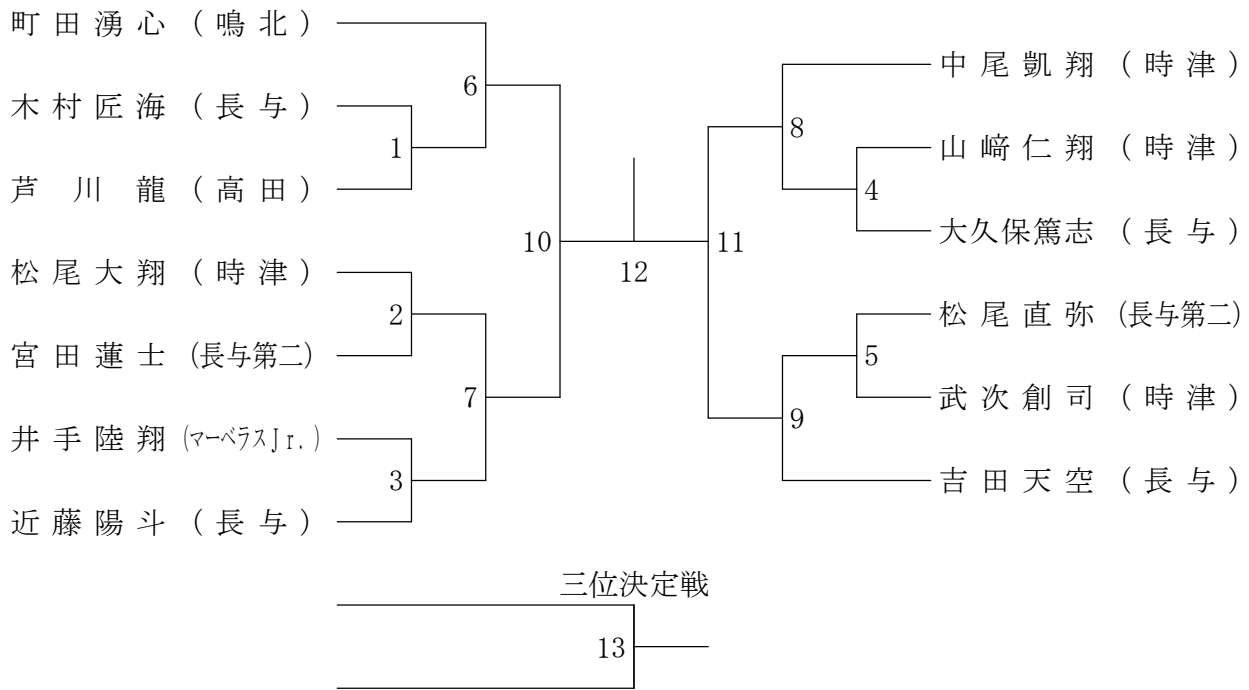 町田湧心 (鳴北)
6
木村匠海 (長与)
1
芦川龍 (高田)
10
松尾大翔 (時津)
2
宮田蓮士 (長与第二)
7
井手陸翔 (マーベラスJr.)
3
近藤陽斗 (長与)
12
中尾凱翔 (時津)
8
山﨑仁翔 (時津)
4
大久保篤志 (長与)
11
松尾直弥 (長与第二)
5
武次創司 (時津)
9
吉田天空 (長与)
三位決定戦
13